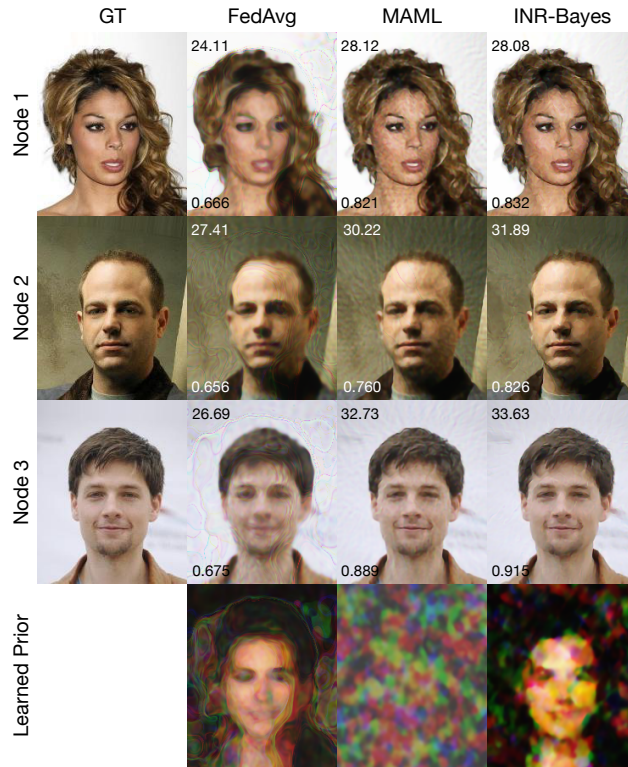 GT FedAvg MAML INR-Bayes
Node 1
24.11 28.12 28.08
0.666 0.821 0.832
Node 2
27.41 30.22 31.89
0.656 0.760 0.826
Node 3
26.69 32.73 33.63
0.675 0.889 0.915
Learned Prior